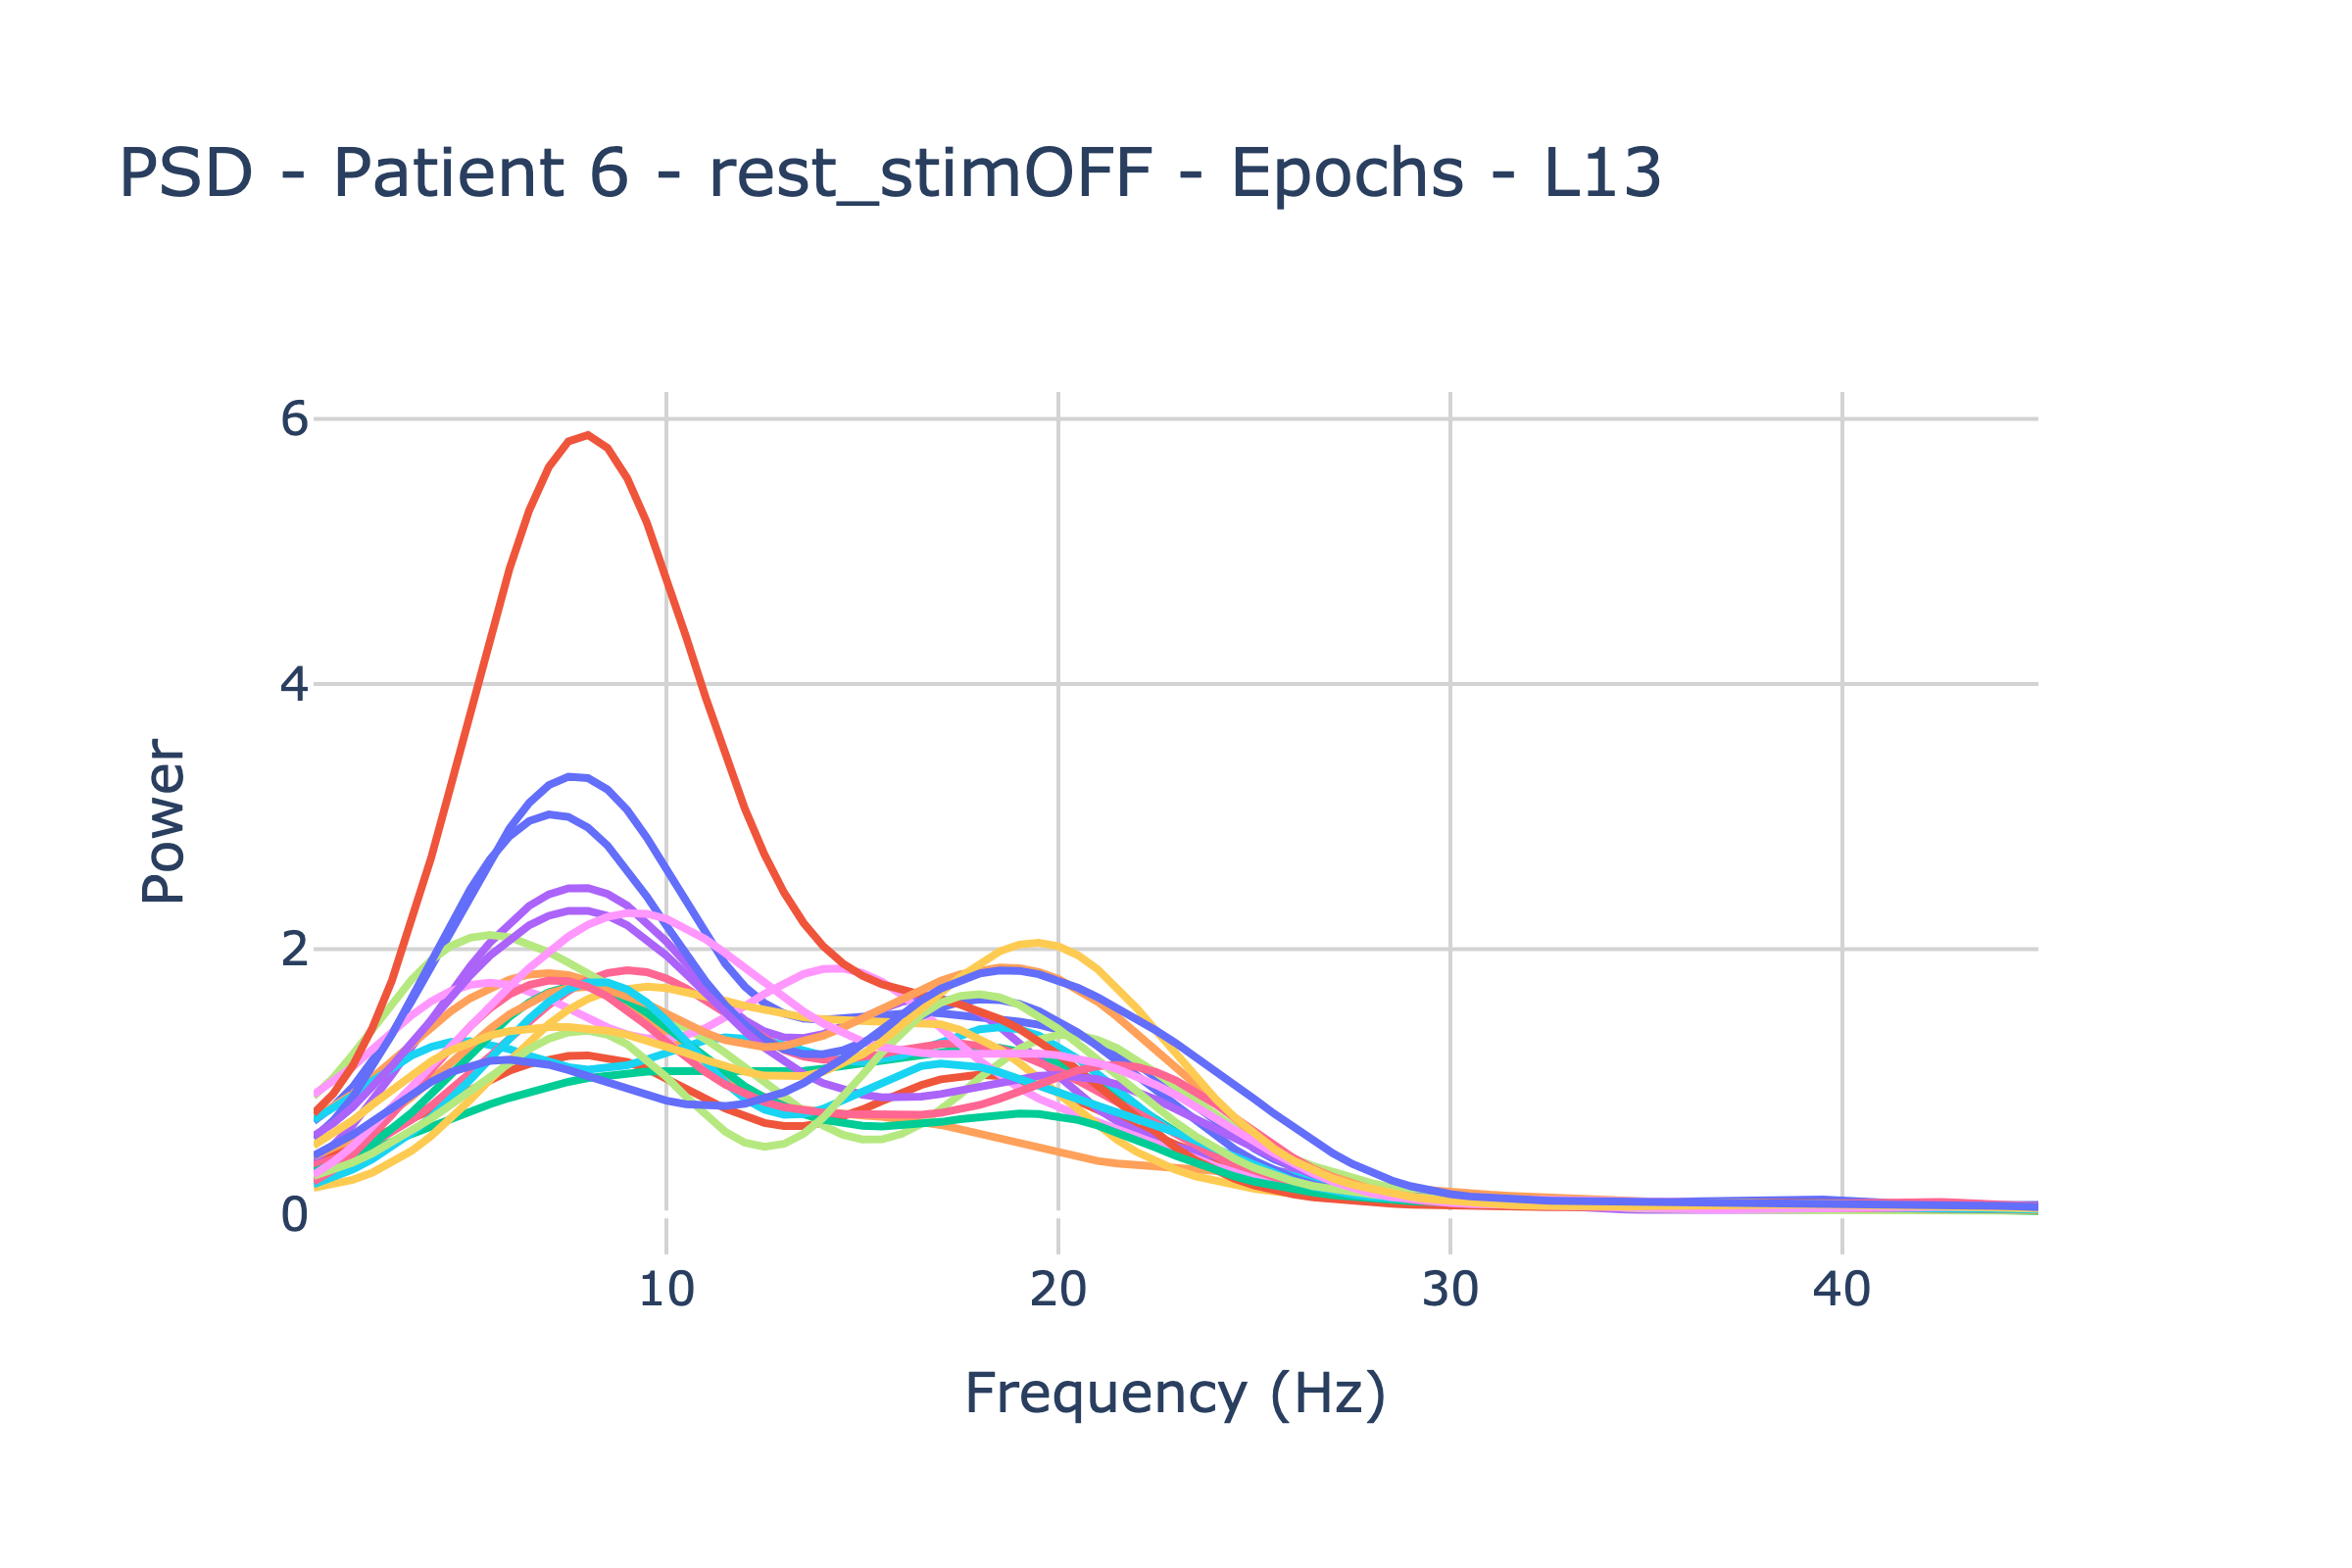 PSD - Patient 6 - rest_stimOFF - Epochs - L13
6
4
2
0
Power
10 20 30 40
Frequency (Hz)